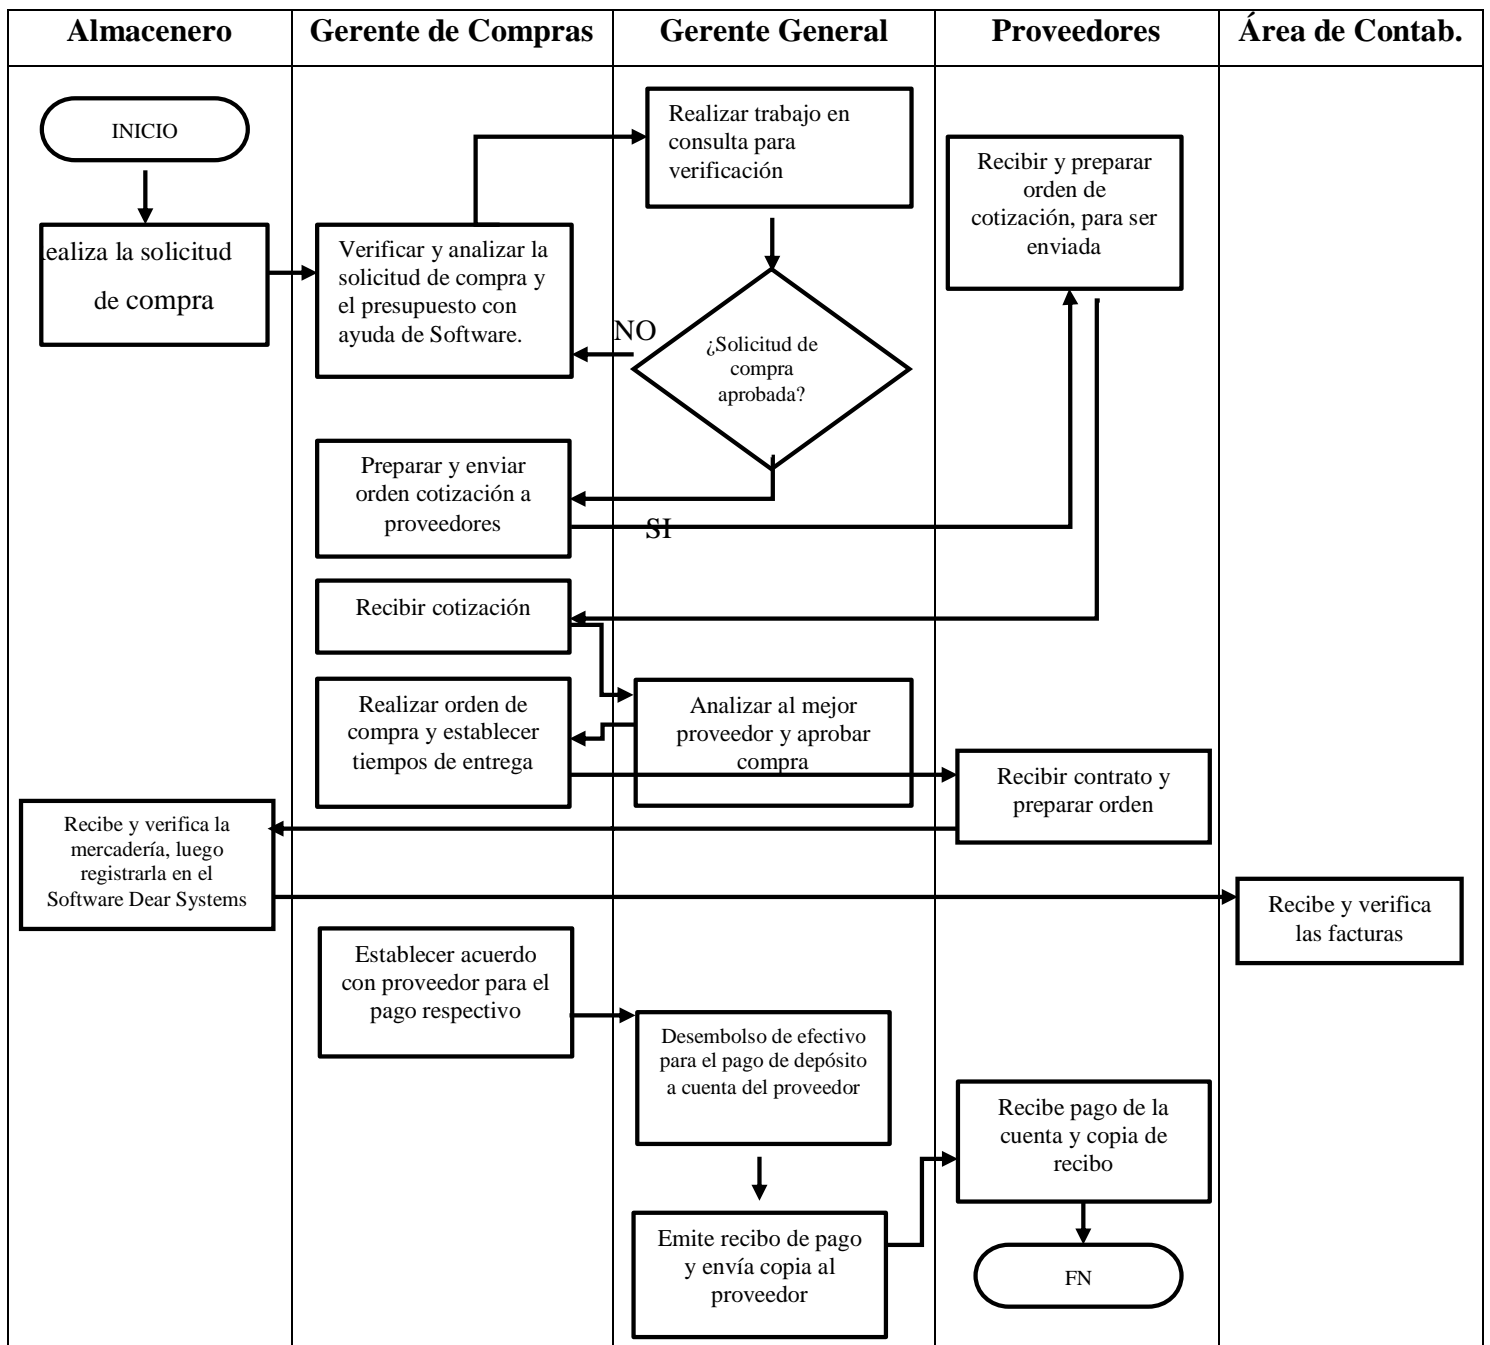 Almacenero
Gerente de Compras
Gerente General
Proveedores
Área de Contab.
INICIO
ealiza la solicitud
de compra
Verificar y analizar la
solicitud de compra y
el presupuesto con
ayuda de Software.
Realizar trabajo en
consulta para
verificación
¿Solicitud de
compra
aprobada?
NO
SI
Recibir y preparar
orden de
cotización, para ser
enviada
Preparar y enviar
orden cotización a
proveedores
Recibir cotización
Realizar orden de
compra y establecer
tiempos de entrega
Analizar al mejor
proveedor y aprobar
compra
Recibir contrato y
preparar orden
Recibe y verifica la
mercadería, luego
registrarla en el
Software Dear Systems
Recibe y verifica
las facturas
Establecer acuerdo
con proveedor para el
pago respectivo
Desembolso de efectivo
para el pago de depósito
a cuenta del proveedor
Emite recibo de pago
y envía copia al
proveedor
Recibe pago de la
cuenta y copia de
recibo
FN